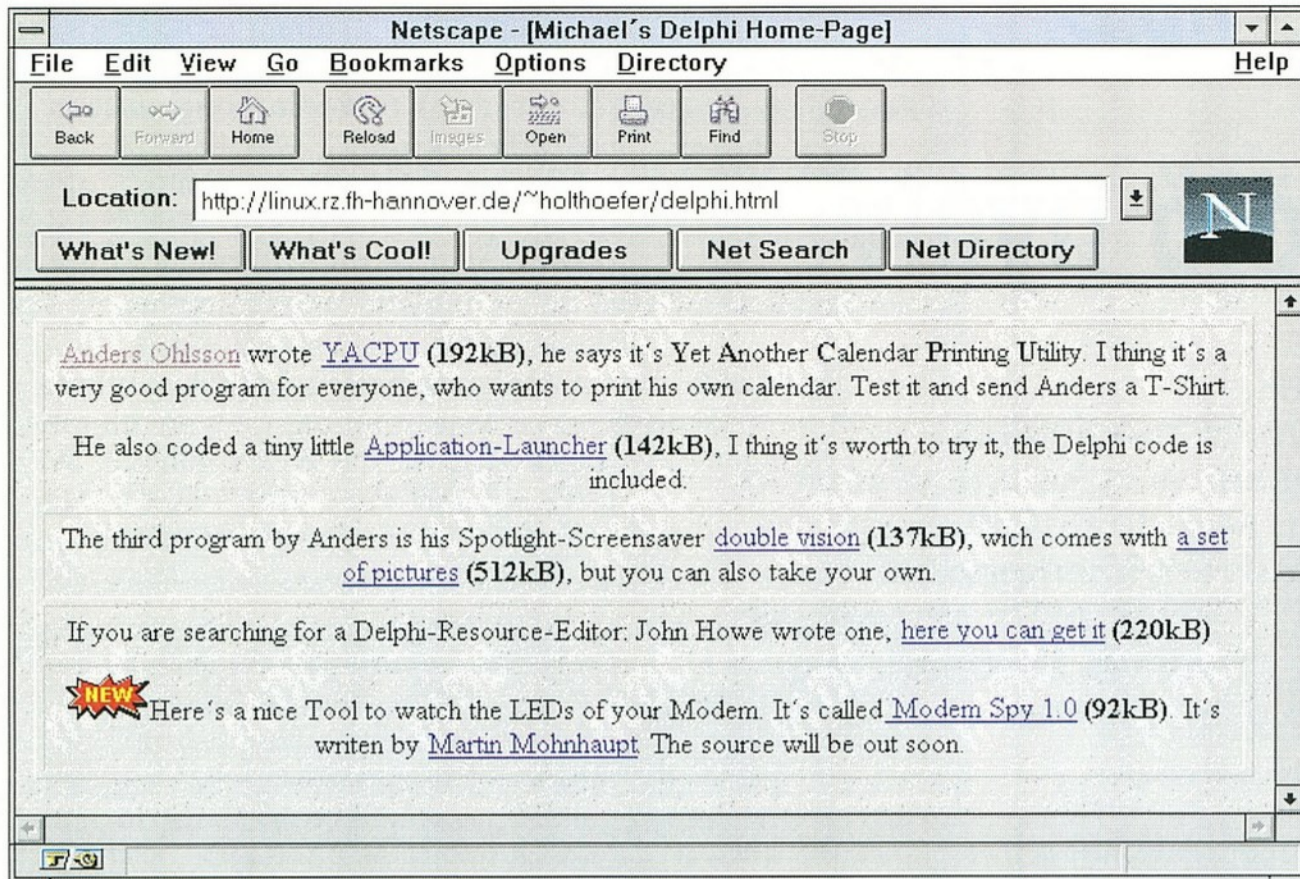 Netscape - [Michael´s Delphi Home-Page]
File Edit View Go Bookmarks Options Directory Help
Back Forward Home Reload Images Open Print Find Stop
Location: http://linux.rz.fh-hannover.de/~holthoefer/delphi.html
N
What's New! What's Cool! Upgrades Net Search Net Directory
Anders Ohlsson wrote YACPU (192kB), he says it´s Yet Another Calendar Printing Utility. I thing it´s a
very good program for everyone, who wants to print his own calendar. Test it and send Anders a T-Shirt.
He also coded a tiny little Application-Launcher (142kB), I thing it´s worth to try it, the Delphi code is
included.
The third program by Anders is his Spotlight-Screensaver double vision (137kB), wich comes with a set
of pictures (512kB), but you can also take your own.
If you are searching for a Delphi-Resource-Editor: John Howe wrote one, here you can get it (220kB)
NEW Here´s a nice Tool to watch the LEDs of your Modem. It´s called Modem Spy 1.0 (92kB). It´s
writen by Martin Mohnhaupt. The source will be out soon.